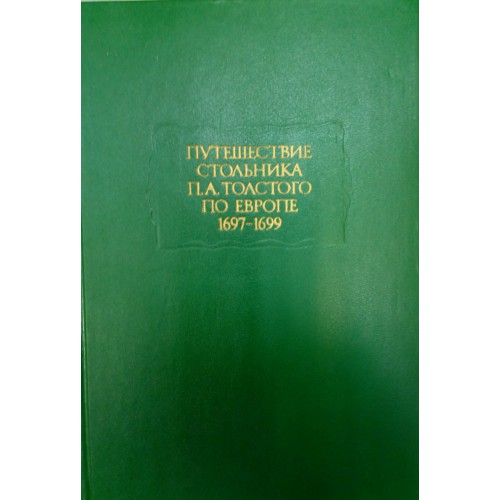 ПУТЕШЕСТВИЕ
СТОЛЬНИКА
П.А.ТОЛСТОГО
ПО ЕВРОПЕ
1697–1699